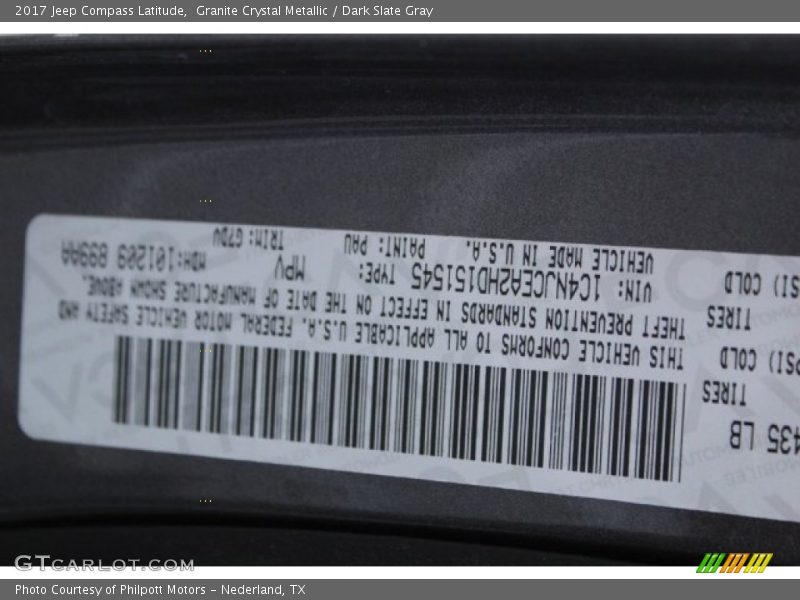 2017 Jeep Compass Latitude,  Granite Crystal Metallic / Dark Slate Gray
435 LB
TIRES
PSI) COLD
TIRES
SI) COLD
THIS VEHICLE CONFORMS TO ALL APPLICABLE U.S.A. FEDERAL MOTOR VEHICLE SAFETY AND
THEFT PREVENTION STANDARDS IN EFFECT ON THE DATE OF MANUFACTURE SHOWN ABOVE.
VIN: 1C4NJCEA2HD151545 TYPE: MPV
VEHICLE MADE IN U.S.A. PAINT: PAU TRIM: G7DV
MDH: 101209 899AA
GTCARLOT.COM
Photo Courtesy of Philpott Motors - Nederland, TX